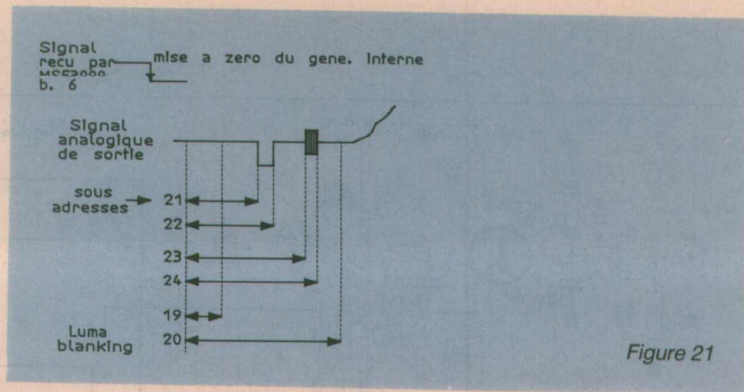 Signal
recu par
b. 6
mise a zero du gene. interne
Signal
analogique
de sortie
sous
adresses
21
22
23
24
19
Luma
blanking
20
Figure 21